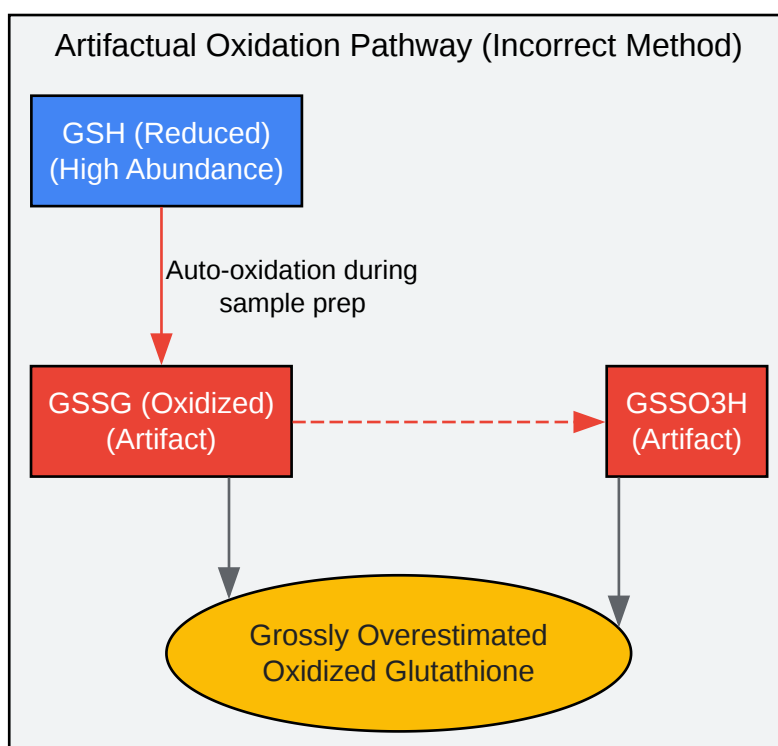 Artifactual Oxidation Pathway (Incorrect Method)
GSH (Reduced)
(High Abundance)
Auto-oxidation during
sample prep
GSSG (Oxidized)
(Artifact)
GSSO3H
(Artifact)
Grossly Overestimated
Oxidized Glutathione